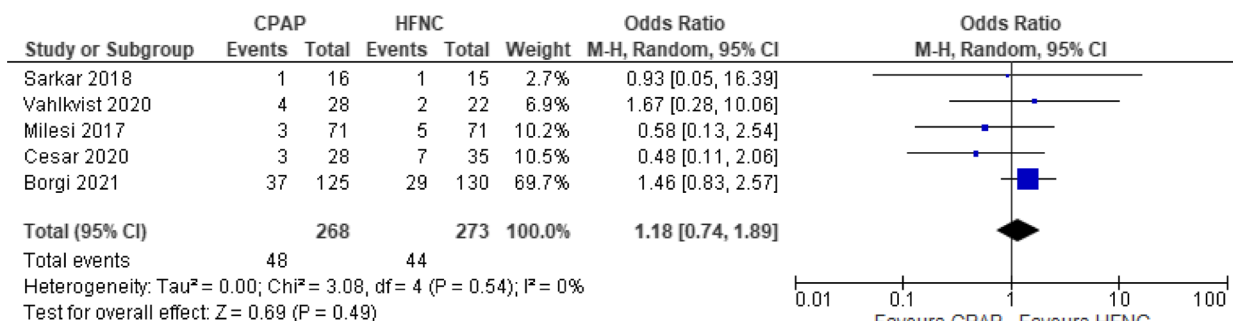 CPAP HFNC Odds Ratio Odds Ratio
Study or Subgroup Events Total Events Total Weight M-H, Random, 95% CI M-H, Random, 95% CI
Sarkar 2018 1 16 1 15 2.7% 0.93 [0.05, 16.39]
Vahlkvist 2020 4 28 2 22 6.9% 1.67 [0.28, 10.06]
Milesi 2017 3 71 5 71 10.2% 0.58 [0.13, 2.54]
Cesar 2020 3 28 7 35 10.5% 0.48 [0.11, 2.06]
Borgi 2021 37 125 29 130 69.7% 1.46 [0.83, 2.57]
Total (95% CI) 268 273 100.0% 1.18 [0.74, 1.89]
Total events 48 44
Heterogeneity: Tau² = 0.00; Chi² = 3.08, df = 4 (P = 0.54); I² = 0%
Test for overall effect: Z = 0.69 (P = 0.49)
0.01 0.1 1 10 100
Favours CPAP Favours HFNC